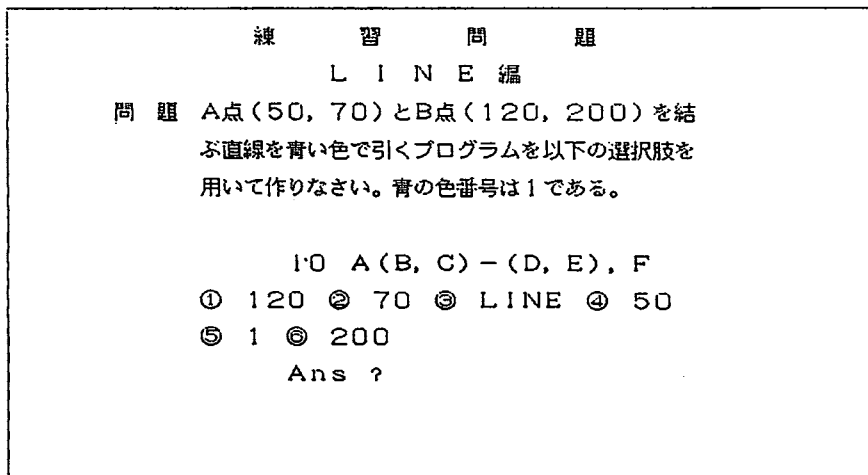 練習問題
LINE編
問題 A点(50, 70)とB点(120, 200)を結
ぶ直線を青い色で引くプログラムを以下の選択肢を
用いて作りなさい。青の色番号は1である。
10 A(B, C)-(D, E), F
① 120 ② 70 ③ LINE ④ 50
⑤ 1 ⑥ 200
Ans ?